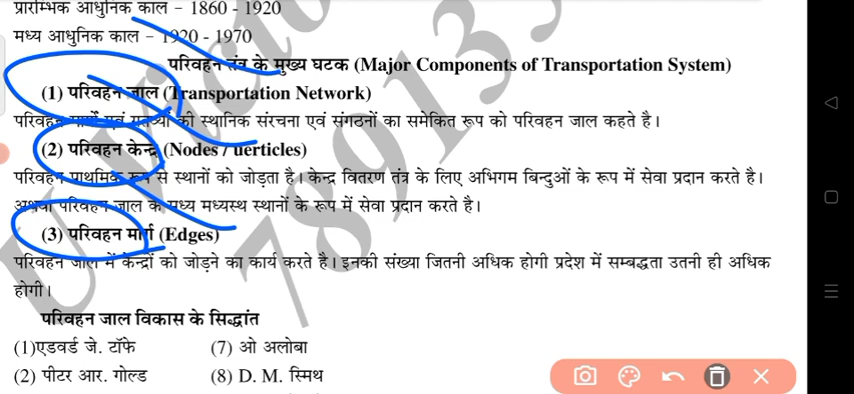 प्रारम्भिक आधुनिक काल – 1860 - 1920
मध्य आधुनिक काल – 1920 - 1970
परिवहन तंत्र के मुख्य घटक (Major Components of Transportation System)
(1) परिवहन जाल (Transportation Network)
परिवहन मार्गों एवं गतव्यों की स्थानिक संरचना एवं संगठनों का समेकित रूप को परिवहन जाल कहते है।
(2) परिवहन केन्द्र (Nodes / uerticles)
परिवहन प्राथमिक रूप से स्थानों को जोड़ता है। केन्द्र वितरण तंत्र के लिए अभिगम बिन्दुओं के रूप में सेवा प्रदान करते है।
अथवा परिवहन जाल के मध्य मध्यस्थ स्थानों के रूप में सेवा प्रदान करते है।
(3) परिवहन मार्ग (Edges)
परिवहन जाल में केन्द्रों को जोड़ने का कार्य करते है। इनकी संख्या जितनी अधिक होगी प्रदेश में सम्बद्धता उतनी ही अधिक
होगी।
परिवहन जाल विकास के सिद्धांत
(1)एडवर्ड जे. टॉफे (7) ओ अलोबा
(2) पीटर आर. गोल्ड (8) D. M. स्मिथ